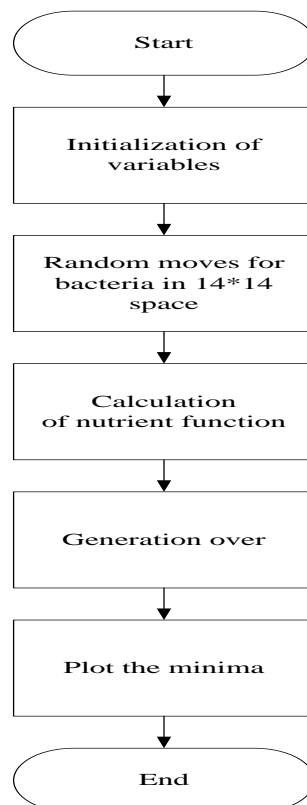 Start
Initialization of
variables
Random moves for
bacteria in 14*14
space
Calculation
of nutrient function
Generation over
Plot the minima
End